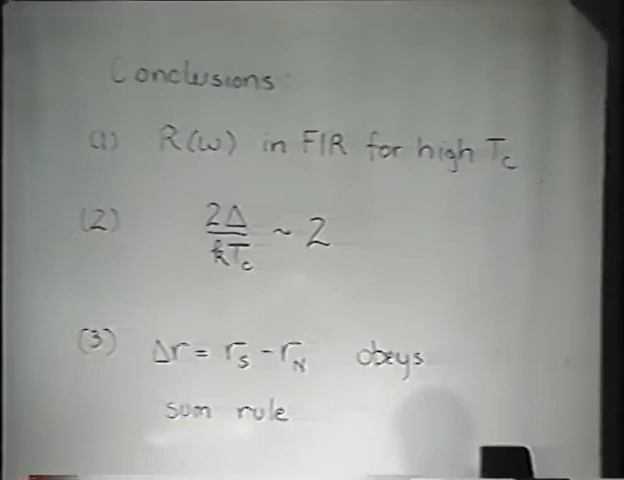 Conclusions:
(1) R(ω) in FIR for high Tc
(2) 2Δ/kTc ~ 2
(3) Δr = rs - rN obeys
sum rule